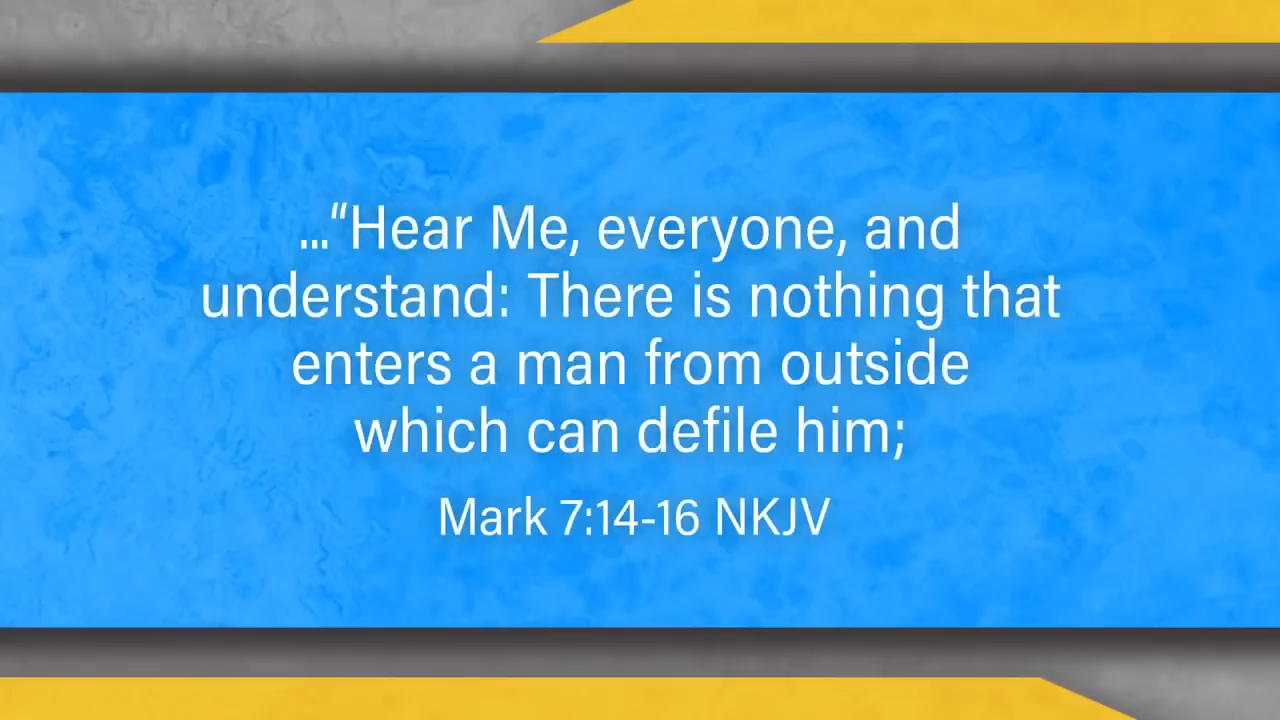 ..."Hear Me, everyone, and
understand: There is nothing that
enters a man from outside
which can defile him;
Mark 7:14-16 NKJV